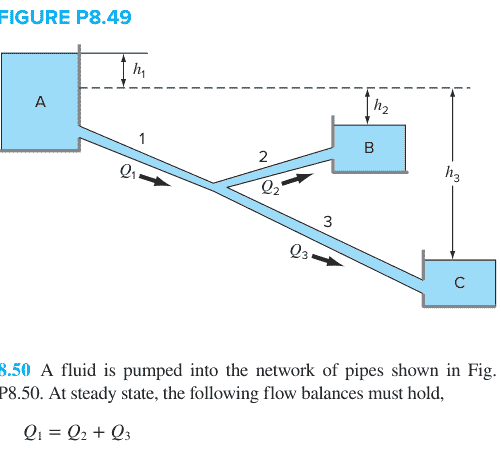 FIGURE P8.49
h₁
A
h₂
1
B
2
Q₁
h₃
Q₂
3
Q₃
C
8.50 A fluid is pumped into the network of pipes shown in Fig.
P8.50. At steady state, the following flow balances must hold,
Q₁ = Q₂ + Q₃